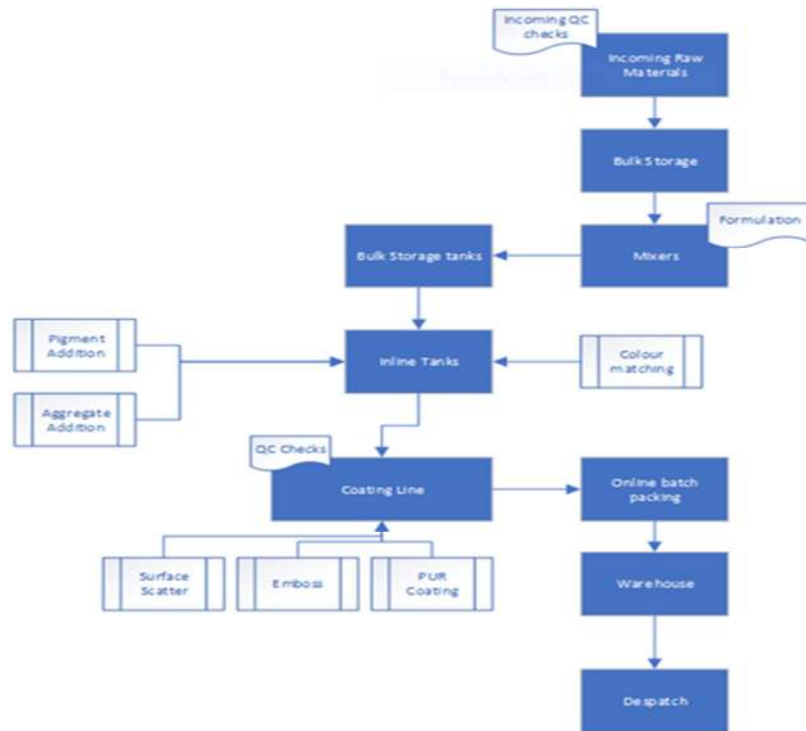 Incoming QC
checks
Incoming Raw
Materials
Bulk Storage
Formulation
Bulk Storage tanks
Mixers
Pigment
Addition
Inline Tanks
Colour
matching
Aggregate
Addition
QC Checks
Coating Line
Online batch
packing
Surface
Scatter
Emboss
PUR
Coating
Warehouse
Despatch